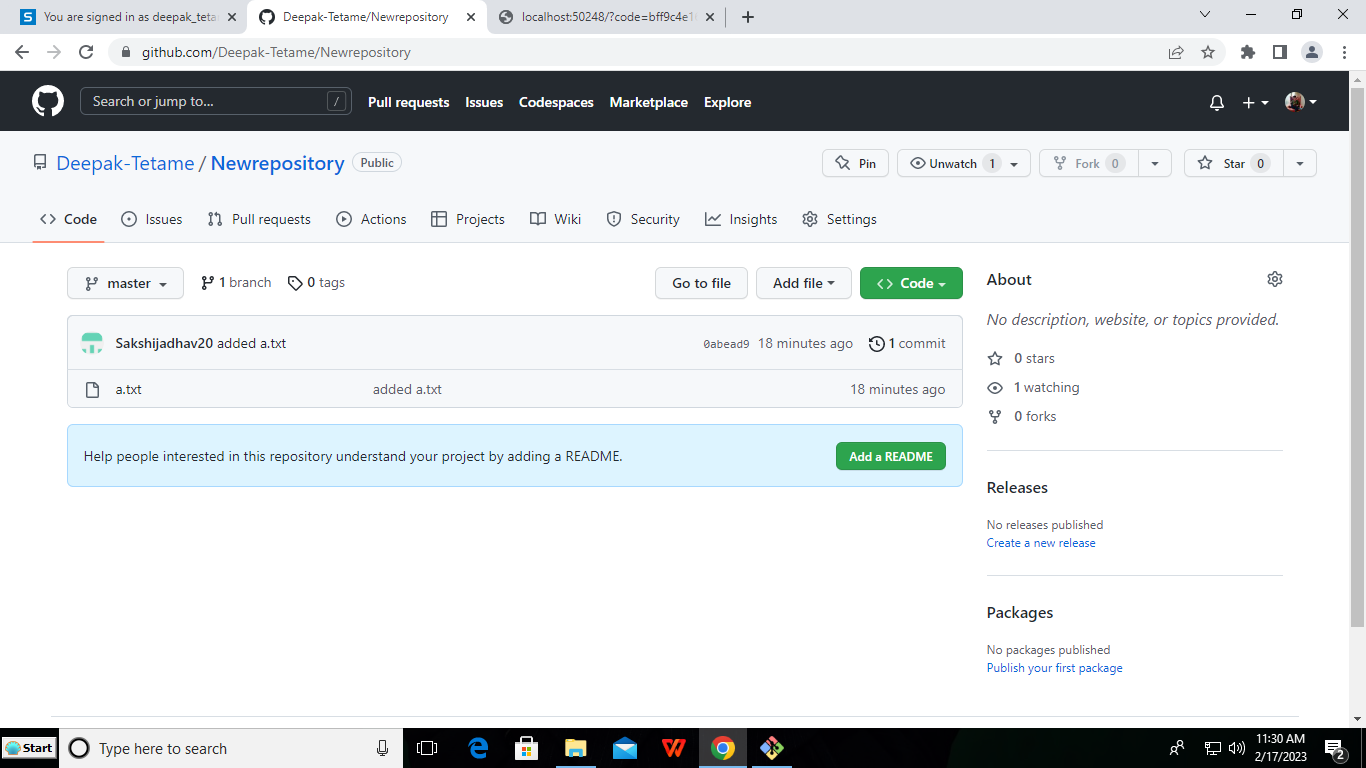 You are signed in as deepak_teta
Deepak-Tetame/Newrepository
localhost:50248/?code=bff9c4e1
github.com/Deepak-Tetame/Newrepository
Search or jump to... /
Pull requests Issues Codespaces Marketplace Explore
Deepak-Tetame / Newrepository Public
Pin Unwatch 1 Fork 0 Star 0
Code Issues Pull requests Actions Projects Wiki Security Insights Settings
master 1 branch 0 tags Go to file Add file Code
Sakshijadhav20 added a.txt 0abead9 18 minutes ago 1 commit
a.txt added a.txt 18 minutes ago
Help people interested in this repository understand your project by adding a README. Add a README
About
No description, website, or topics provided.
0 stars
1 watching
0 forks
Releases
No releases published
Create a new release
Packages
No packages published
Publish your first package
Start Type here to search
11:30 AM
2/17/2023
2